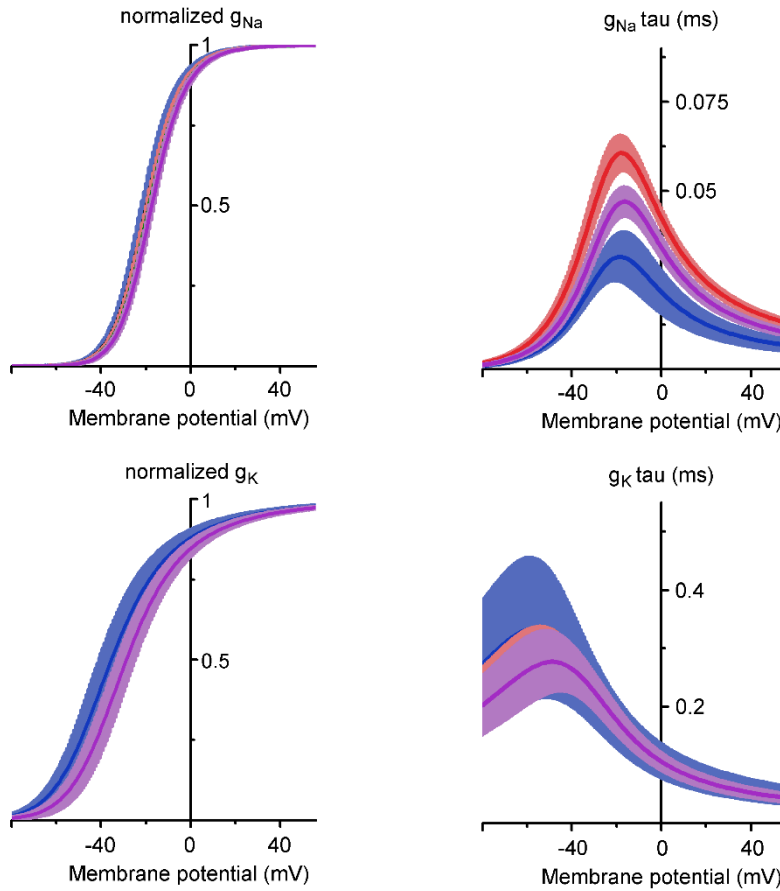 normalized gNa
1
0.5
-40 0 40
Membrane potential (mV)
gNa tau (ms)
0.075
0.05
-40 0 40
Membrane potential (mV)
normalized gK
1
0.5
-40 0 40
Membrane potential (mV)
gK tau (ms)
0.4
0.2
-40 0 40
Membrane potential (mV)